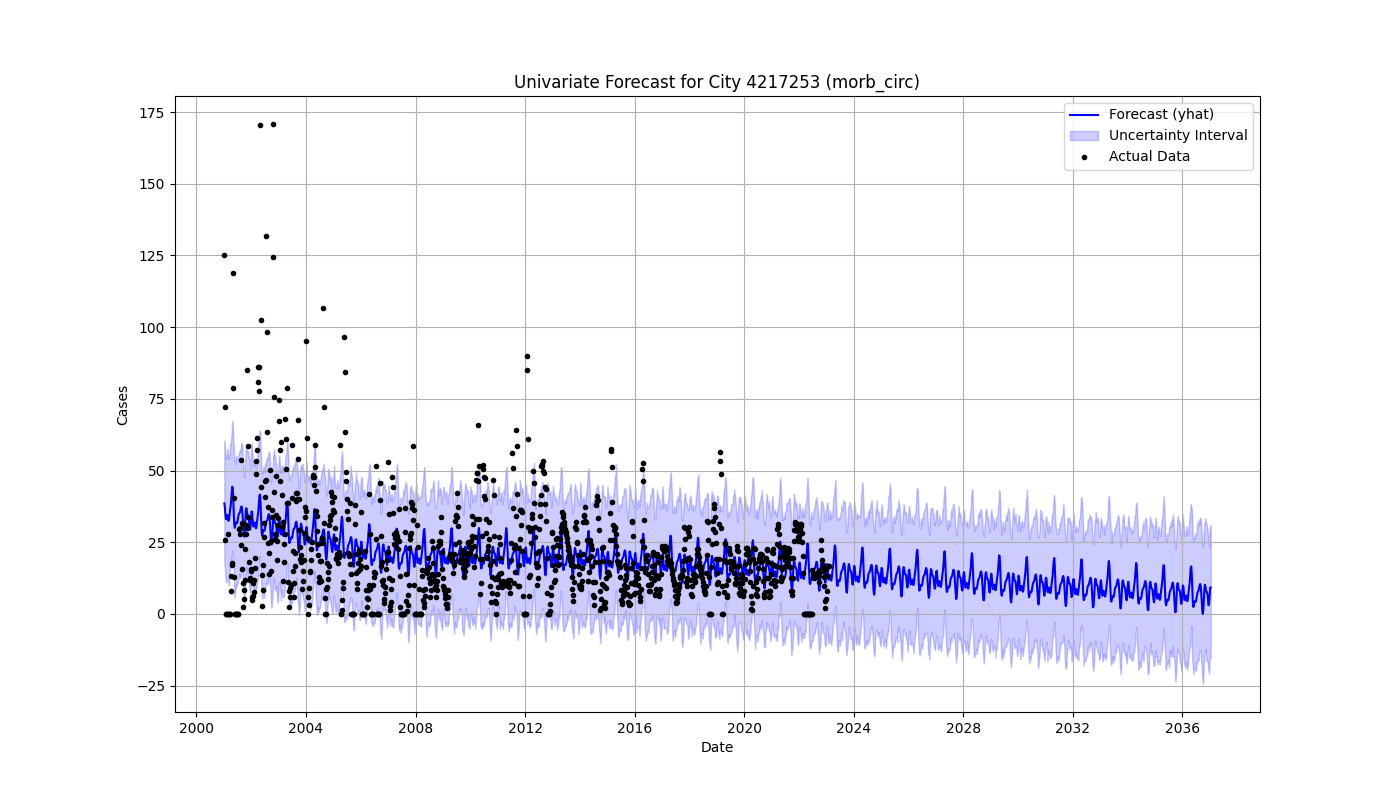 Univariate Forecast for City 4217253 (morb_circ)
Forecast (yhat)
Uncertainty Interval
Actual Data
Cases
175
150
125
100
75
50
25
0
−25
2000 2004 2008 2012 2016 2020 2024 2028 2032 2036
Date